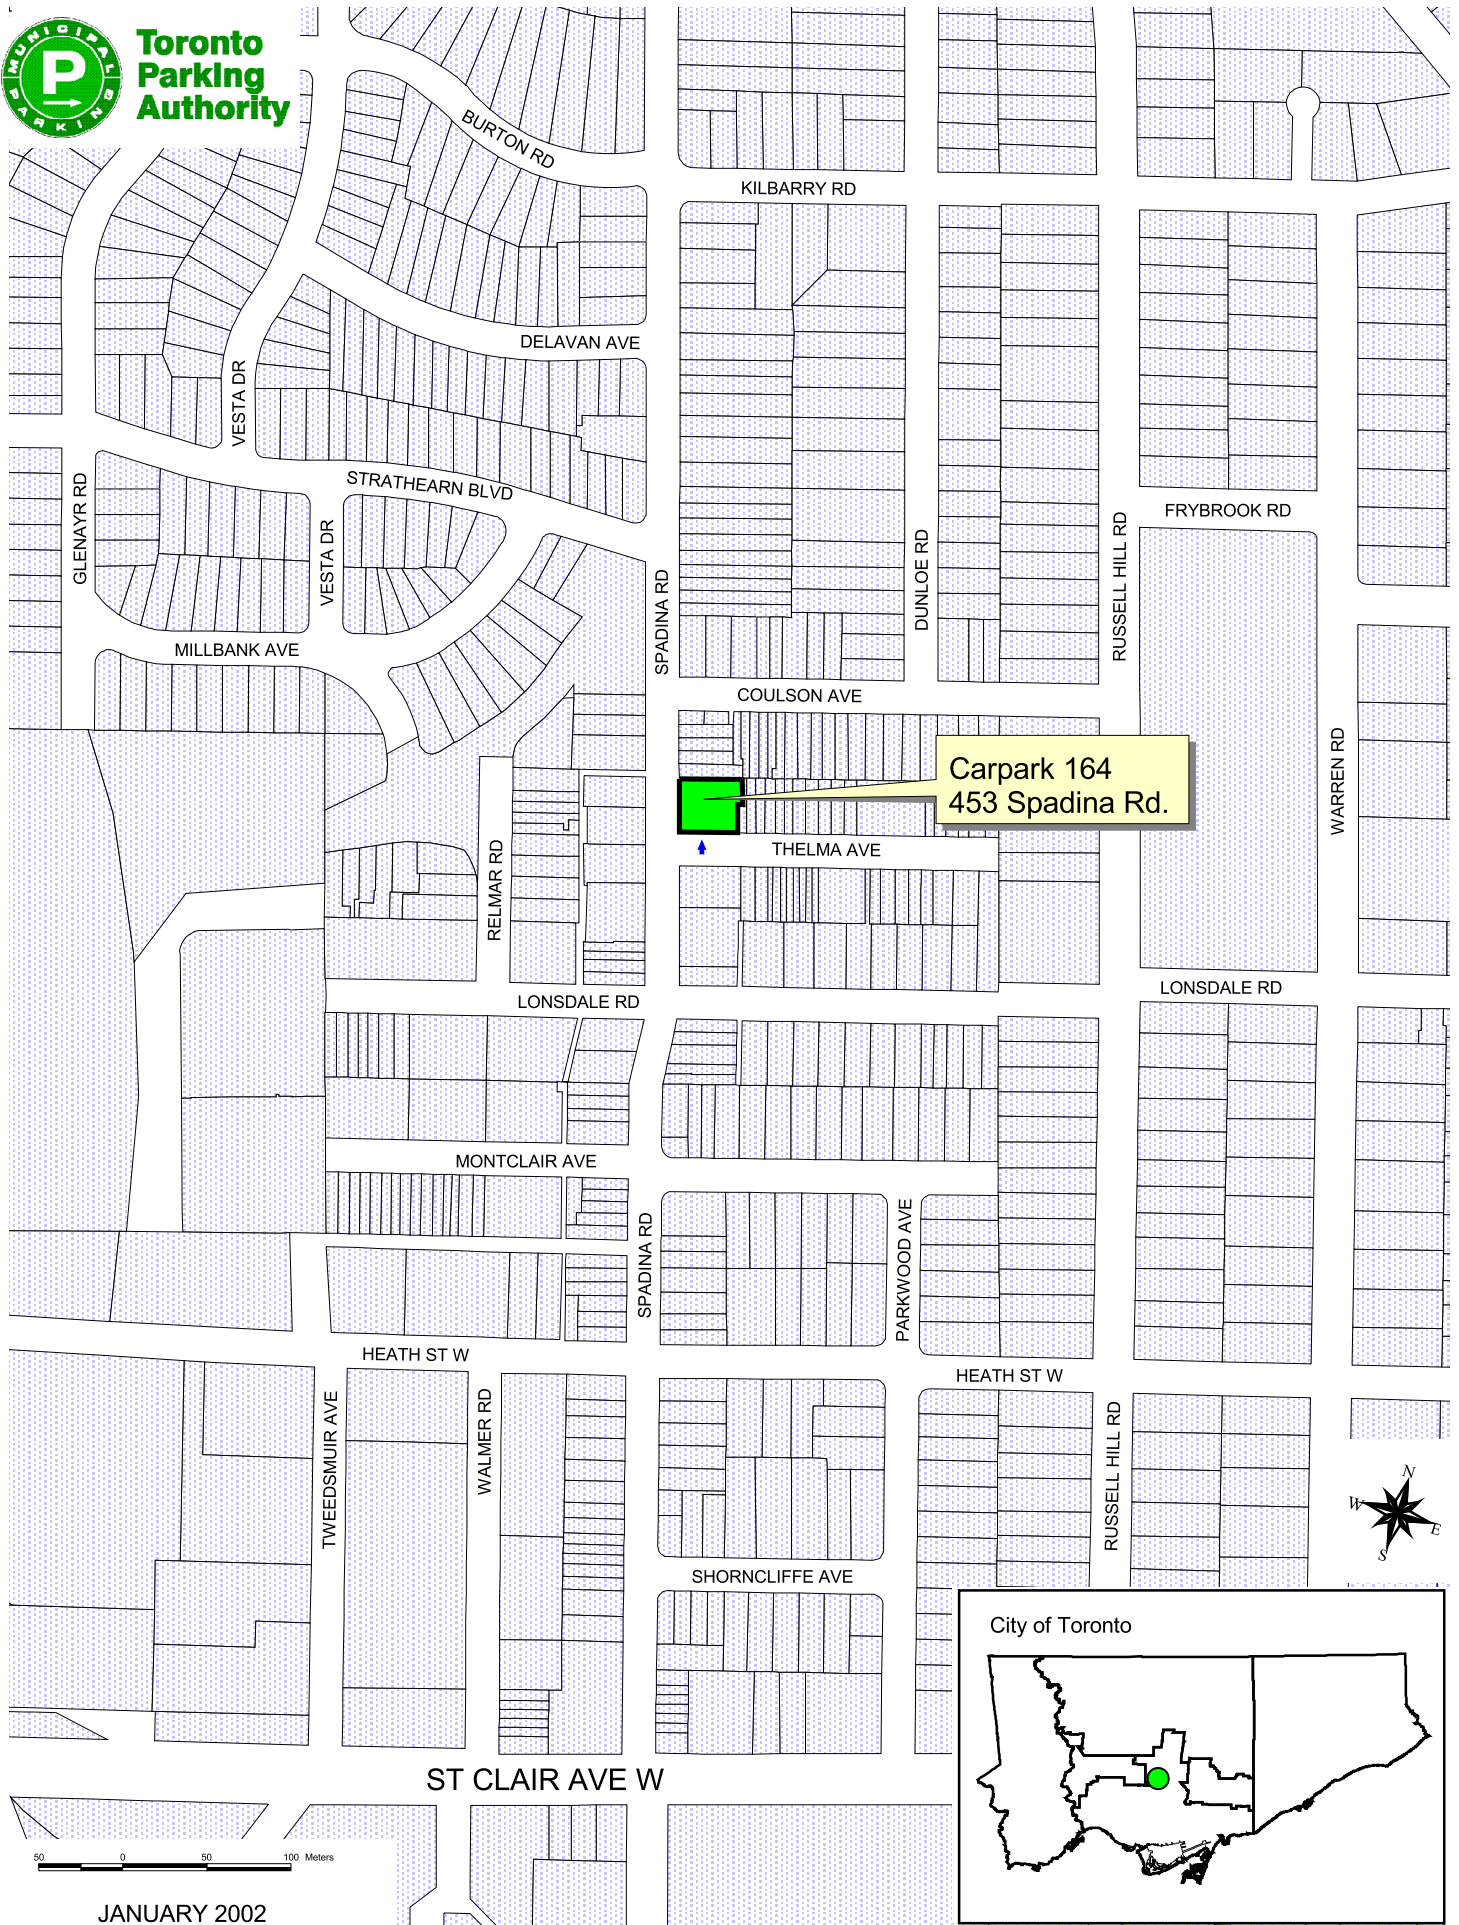 MUNICIPAL
P
PARKING
Toronto
Parking
Authority
BURTON RD
KILBARRY RD
DELAVAN AVE
VESTA DR
STRATHEARN BLVD
GLENAYR RD
VESTA DR
FRYBROOK RD
DUNLOE RD
RUSSELL HILL RD
SPADINA RD
MILLBANK AVE
COULSON AVE
Carpark 164
453 Spadina Rd.
WARREN RD
THELMA AVE
RELMAR RD
LONSDALE RD
LONSDALE RD
MONTCLAIR AVE
SPADINA RD
PARKWOOD AVE
HEATH ST W
HEATH ST W
TWEEDSMUIR AVE
WALMER RD
RUSSELL HILL RD
N
W
E
S
SHORNCLIFFE AVE
City of Toronto
ST CLAIR AVE W
50 0 50 100 Meters
JANUARY 2002